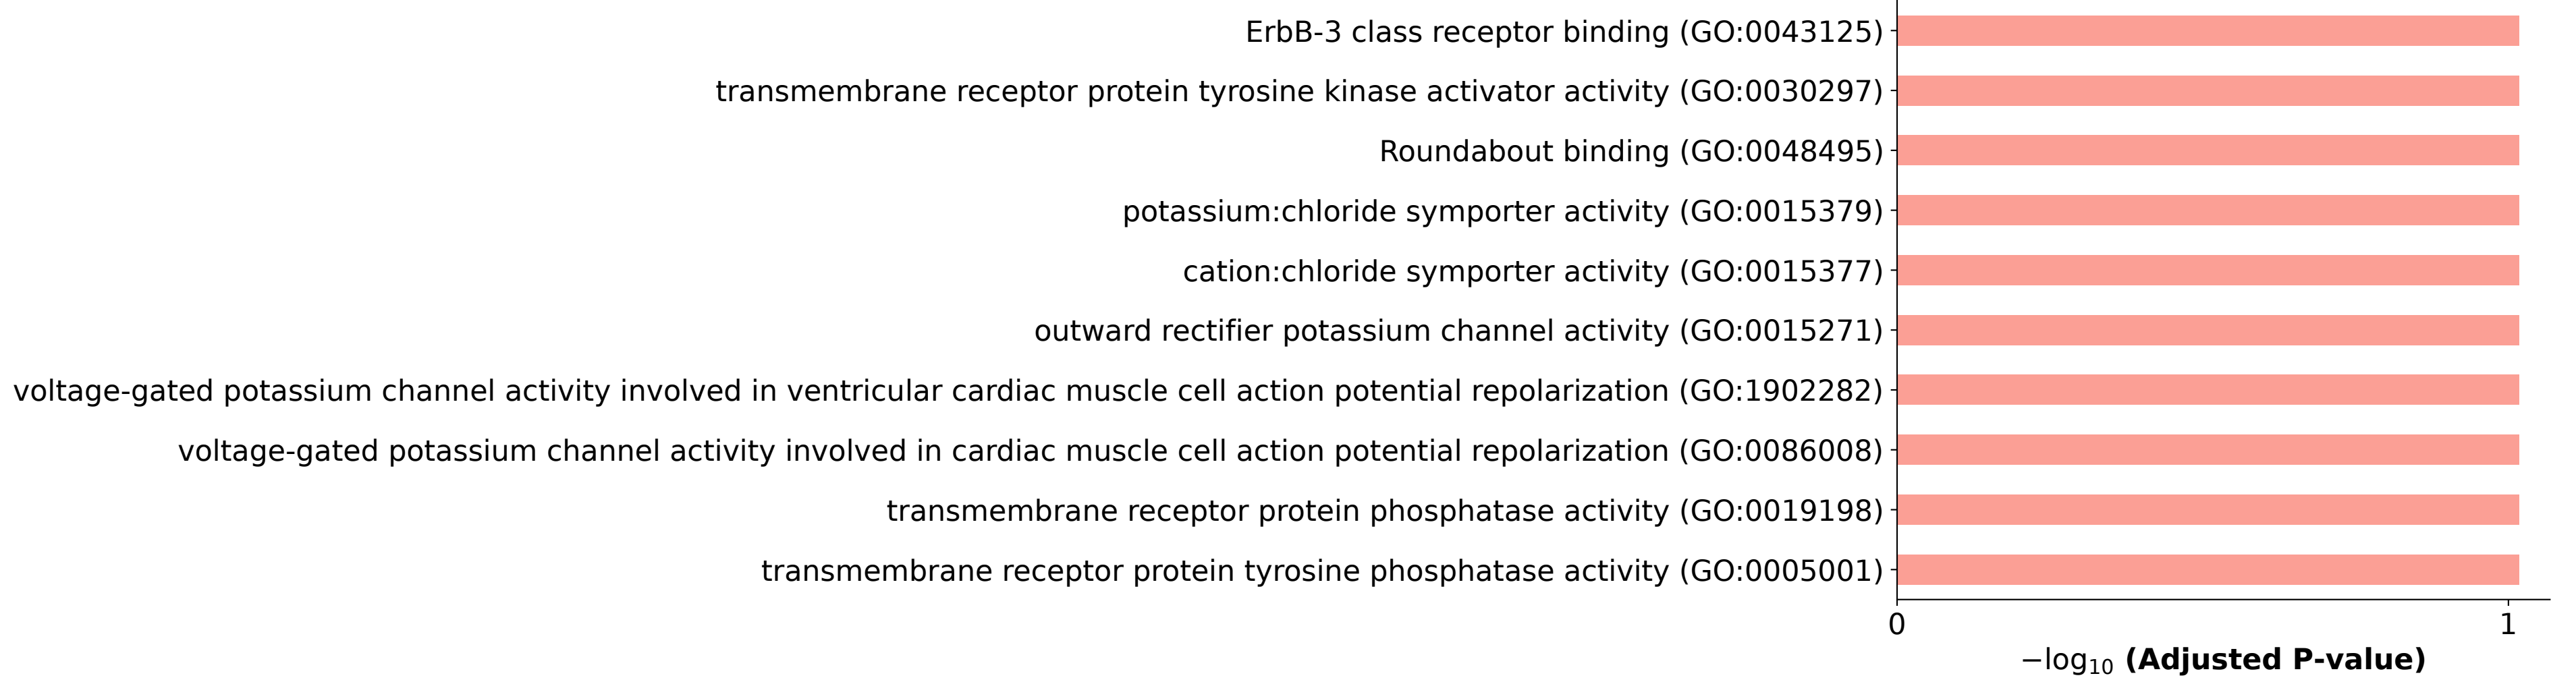 ErbB-3 class receptor binding (GO:0043125)
transmembrane receptor protein tyrosine kinase activator activity (GO:0030297)
Roundabout binding (GO:0048495)
potassium:chloride symporter activity (GO:0015379)
cation:chloride symporter activity (GO:0015377)
outward rectifier potassium channel activity (GO:0015271)
voltage-gated potassium channel activity involved in ventricular cardiac muscle cell action potential repolarization (GO:1902282)
voltage-gated potassium channel activity involved in cardiac muscle cell action potential repolarization (GO:0086008)
transmembrane receptor protein phosphatase activity (GO:0019198)
transmembrane receptor protein tyrosine phosphatase activity (GO:0005001)
0 1
−log₁₀ (Adjusted P-value)